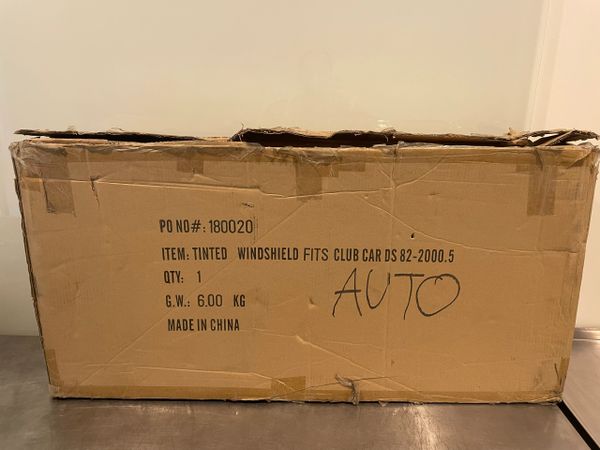 PO NO#: 180020
ITEM: TINTED WINDSHIELD FITS CLUB CAR DS 82-2000.5
QTY: 1
G.W.: 6.00 KG
MADE IN CHINA
AUTO